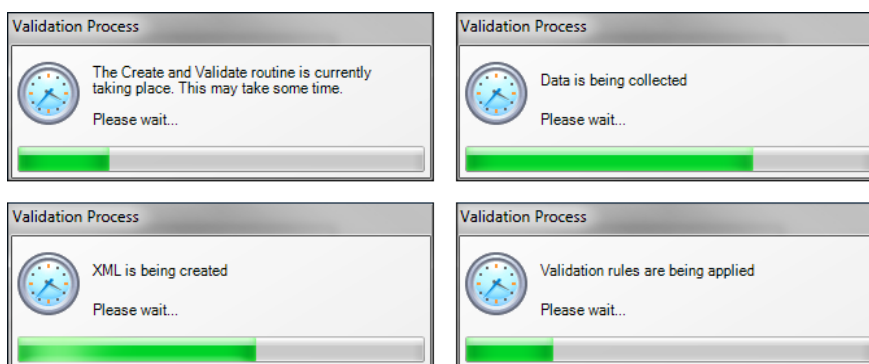 Validation Process
The Create and Validate routine is currently
taking place. This may take some time.
Please wait...
Validation Process
Data is being collected
Please wait...
Validation Process
XML is being created
Please wait...
Validation Process
Validation rules are being applied
Please wait...